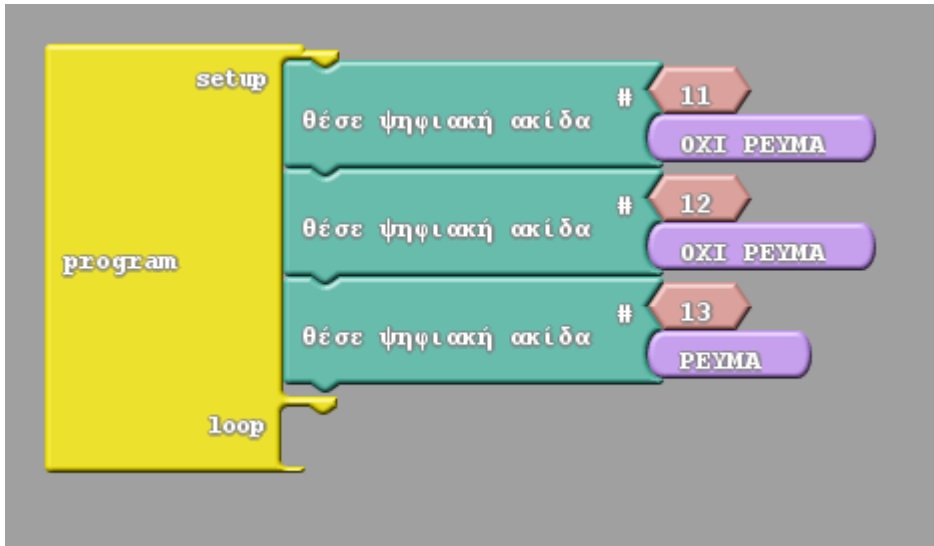 setup
θέσε ψηφιακή ακίδα # 11
ΟΧΙ ΡΕΥΜΑ
θέσε ψηφιακή ακίδα # 12
ΟΧΙ ΡΕΥΜΑ
program
θέσε ψηφιακή ακίδα # 13
ΡΕΥΜΑ
loop